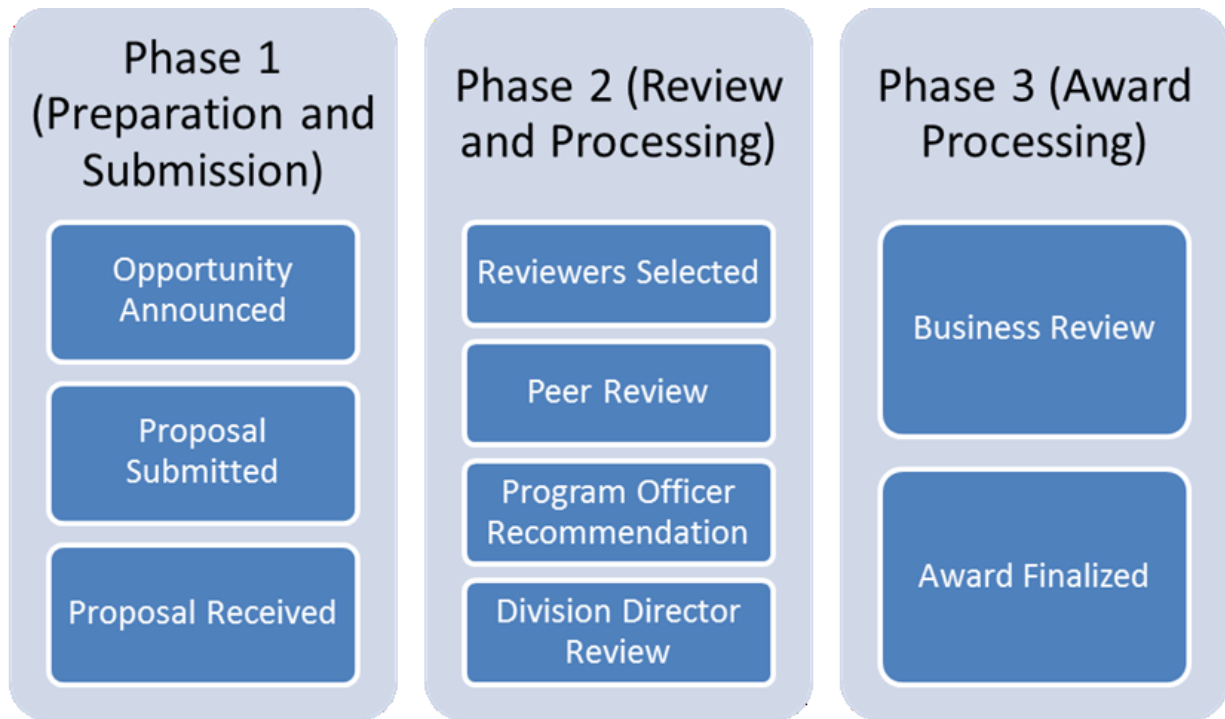 Phase 1
(Preparation and
Submission)
Opportunity
Announced
Proposal
Submitted
Proposal Received
Phase 2 (Review
and Processing)
Reviewers Selected
Peer Review
Program Officer
Recommendation
Division Director
Review
Phase 3 (Award
Processing)
Business Review
Award Finalized